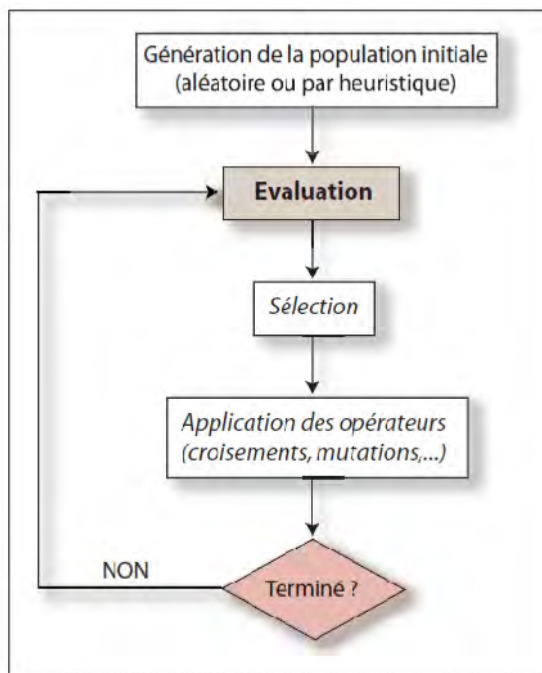 Génération de la population initiale
(aléatoire ou par heuristique)
Evaluation
Sélection
Application des opérateurs
(croisements, mutations,...)
Terminé ?
NON